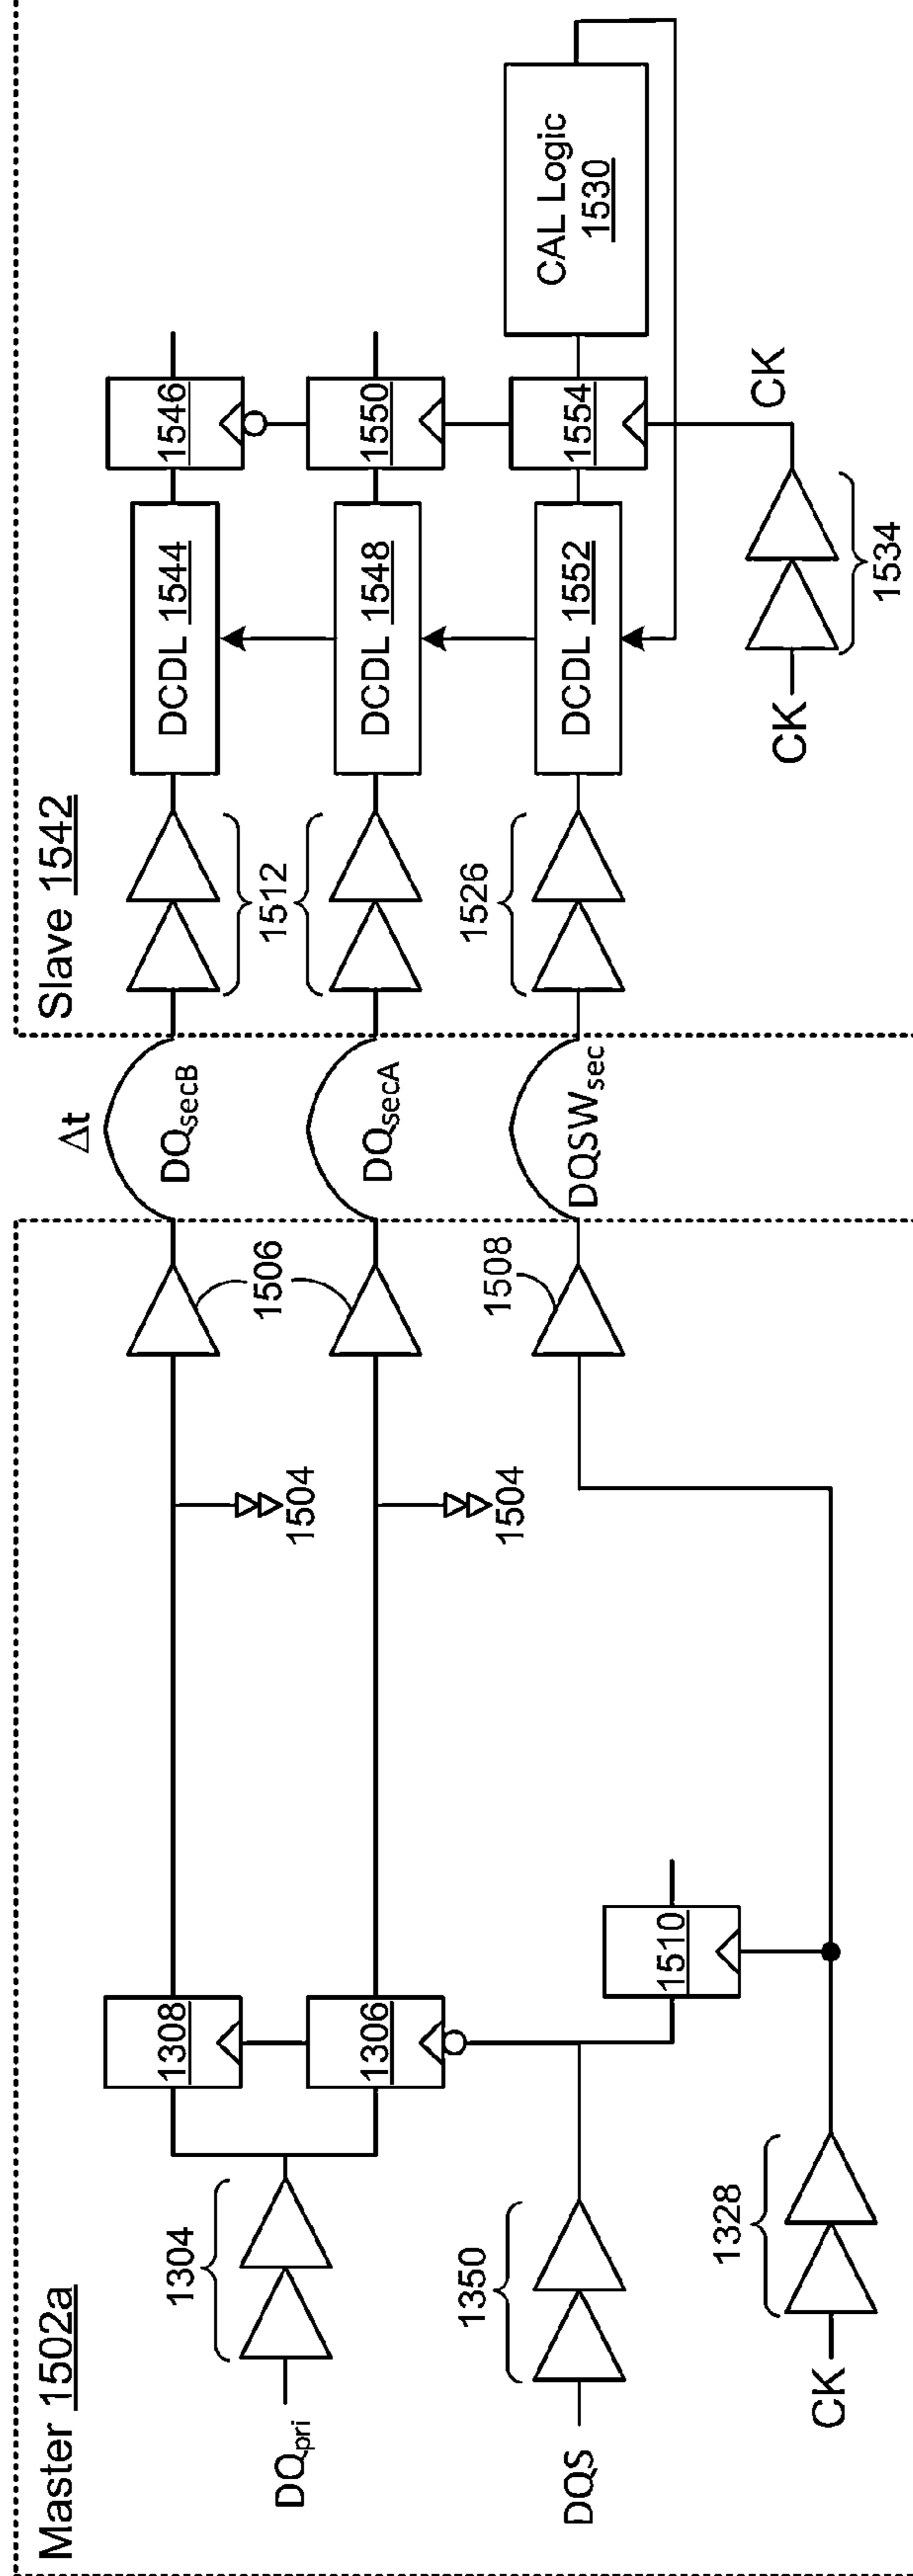 Master 1502a
DQpri
1304
1308
1306
DQS
1350
1510
CK
1328
1504
1504
1506
1508
Δt
DQsecB
DQsecA
DQSWsec
Slave 1542
1512
1526
DCDL 1544
DCDL 1548
DCDL 1552
1546
1550
1554
CAL Logic
1530
CK
1534
CK